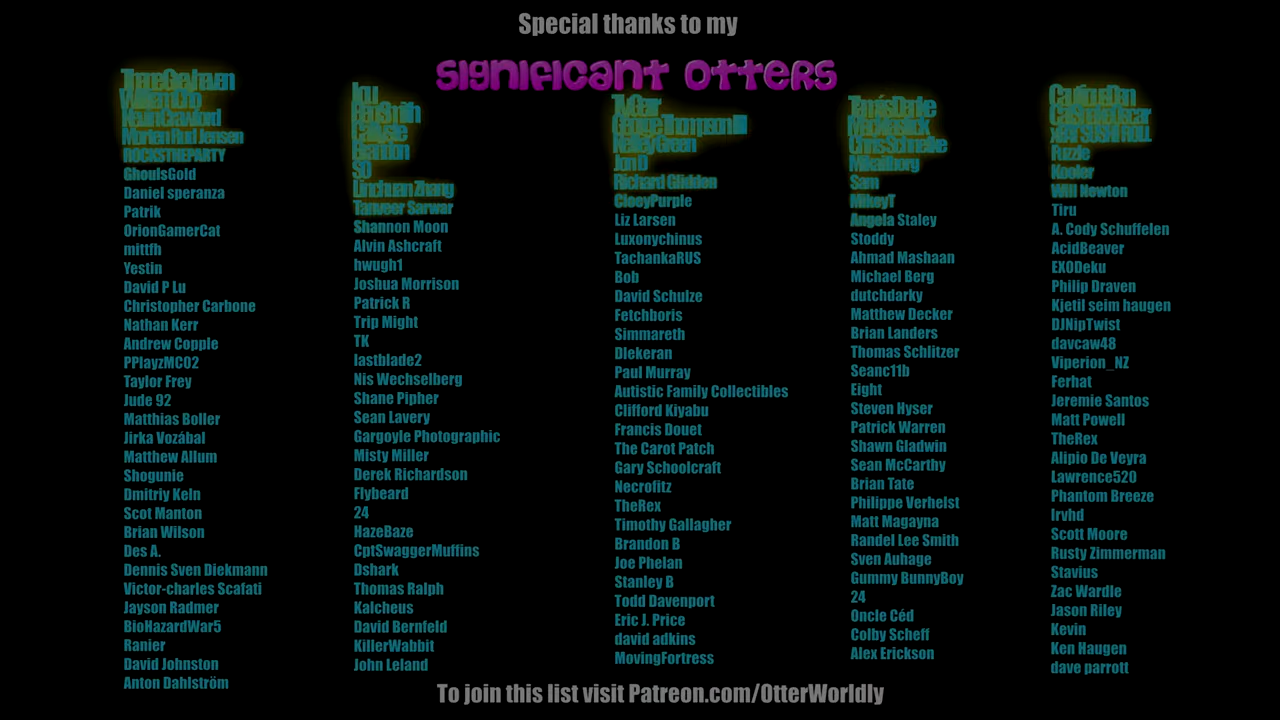 Special thanks to my
Significant Otters
Morten Rud Jensen
ROCKSTHEPARTY
GhoulsGold
Daniel speranza
Patrik
OrionGamerCat
mittfh
Yestin
David P Lu
Christopher Carbone
Nathan Kerr
Andrew Copple
PPlayzMC02
Taylor Frey
Jude 92
Matthias Boller
Jirka Vozábal
Matthew Allum
Shogunie
Dmitriy Keln
Scot Manton
Brian Wilson
Des A.
Dennis Sven Diekmann
Victor-charles Scafati
Jayson Radmer
BioHazardWar5
Ranier
David Johnston
Anton Dahlström
Linchuan Zhang
Tanveer Sarwar
Shannon Moon
Alvin Ashcraft
hwugh1
Joshua Morrison
Patrick R
Trip Might
TK
lastblade2
Nis Wechselberg
Shane Pipher
Sean Lavery
Gargoyle Photographic
Misty Miller
Derek Richardson
Flybeard
24
HazeBaze
CptSwaggerMuffins
Dshark
Thomas Ralph
Kalcheus
David Bernfeld
KillerWabbit
John Leland
Kelley Green
Jon D
Richard Gliddon
CloeyPurple
Liz Larsen
Luxonychinus
TachankaRUS
Bob
David Schulze
Fetchboris
Simmareth
Dlekeran
Paul Murray
Autistic Family Collectibles
Clifford Kiyabu
Francis Douet
The Carot Patch
Gary Schoolcraft
Necrofitz
TheRex
Timothy Gallagher
Brandon B
Joe Phelan
Stanley B
Todd Davenport
Eric J. Price
david adkins
MovingFortress
Sam
MikeyT
Angela Staley
Stoddy
Ahmad Mashaan
Michael Berg
dutchdarky
Matthew Decker
Brian Landers
Thomas Schlitzer
Seanc11b
Eight
Steven Hyser
Patrick Warren
Shawn Gladwin
Sean McCarthy
Brian Tate
Philippe Verhelst
Matt Magayna
Randel Lee Smith
Sven Auhage
Gummy BunnyBoy
24
Oncle Céd
Colby Scheff
Alex Erickson
Ruzle
Kooler
Will Newton
Tiru
A. Cody Schuffelen
AcidBeaver
EXODeku
Philip Draven
Kjetil seim haugen
DJNipTwist
davcaw48
Viperion_NZ
Ferhat
Jeremie Santos
Matt Powell
TheRex
Alipio De Veyra
Lawrence520
Phantom Breeze
Irvhd
Scott Moore
Rusty Zimmerman
Stavius
Zac Wardle
Jason Riley
Kevin
Ken Haugen
dave parrott
To join this list visit Patreon.com/OtterWorldly